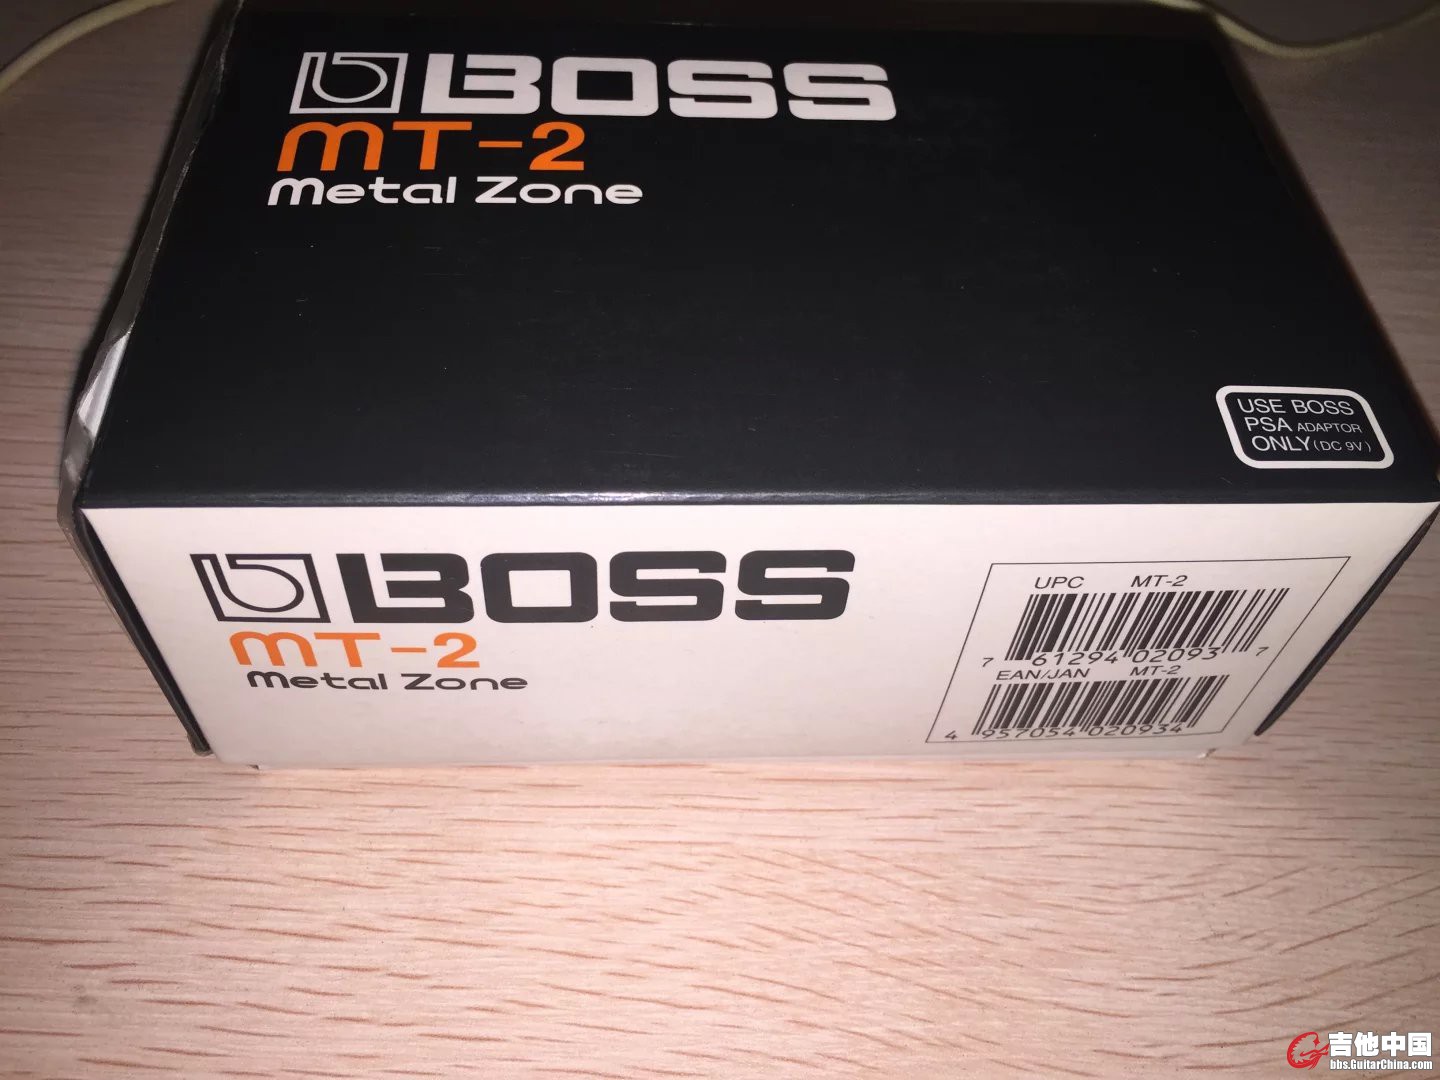 BOSS
MT-2
Metal Zone
USE BOSS
PSA ADAPTOR
ONLY (DC 9V)
BOSS
MT-2
Metal Zone
UPC MT-2
7 61294 02093 7
EAN/JAN MT-2
4 957054 020934
吉他中国
bbs.GuitarChina.com